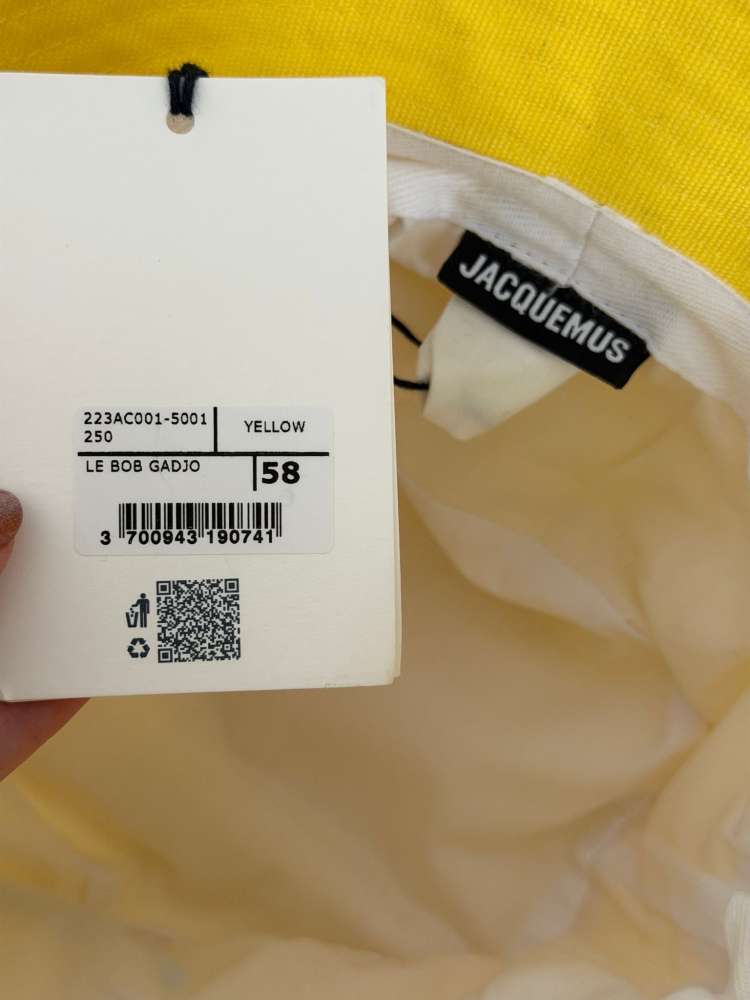 223AC001-5001
250
YELLOW
LE BOB GADJO
58
3 700943 190741
JACQUEMUS